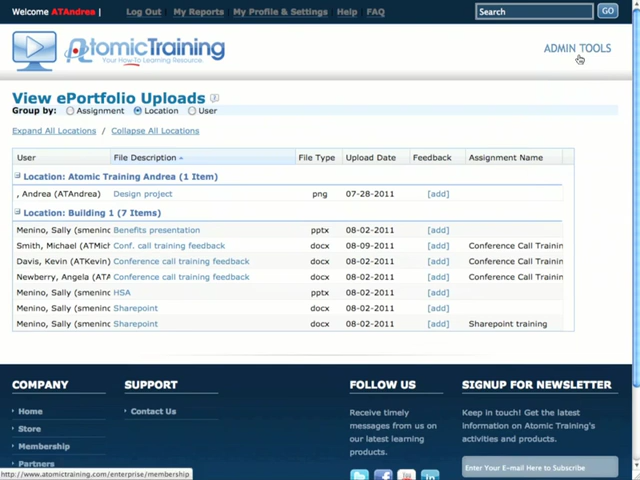 Welcome ATAndrea Log Out My Reports My Profile & Settings Help FAQ Search GO
AtomicTraining
Your How-To Learning Resource.
ADMIN TOOLS
View ePortfolio Uploads
Group by: Assignment Location User
Expand All Locations / Collapse All Locations
User File Description File Type Upload Date Feedback Assignment Name
Location: Atomic Training Andrea (1 Item)
, Andrea (ATAndrea) Design project png 07-28-2011 [add]
Location: Building 1 (7 Items)
Menino, Sally (smeninc Benefits presentation pptx 08-02-2011 [add]
Smith, Michael (ATMich Conf. call training feedback docx 08-09-2011 [add] Conference Call Trainin
Davis, Kevin (ATKevin) Conference call training feedback docx 08-02-2011 [add] Conference Call Trainin
Newberry, Angela (ATA Conference call training feedback docx 08-02-2011 [add] Conference Call Trainin
Menino, Sally (smeninc HSA pptx 08-02-2011 [add]
Menino, Sally (smeninc Sharepoint docx 08-02-2011 [add]
Menino, Sally (smeninc Sharepoint docx 08-02-2011 [add] Sharepoint training
COMPANY SUPPORT FOLLOW US SIGNUP FOR NEWSLETTER
Home Contact Us Receive timely Keep in touch! Get the latest
Store messages from us on information on Atomic Training's
our latest learning activities and products.
Membership products.
Partners Enter Your E-mail Here to Subscribe
http://www.atomictraining.com/enterprise/membership